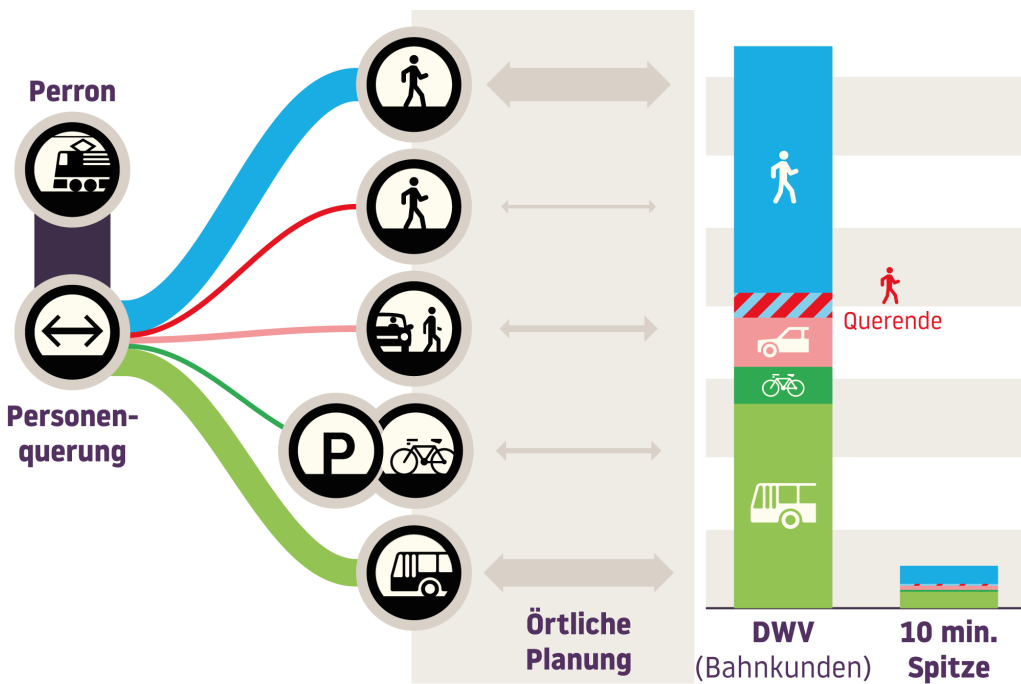 Perron
Personen-
querung
P
Örtliche
Planung
Querende
DWV
(Bahnkunden)
10 min.
Spitze